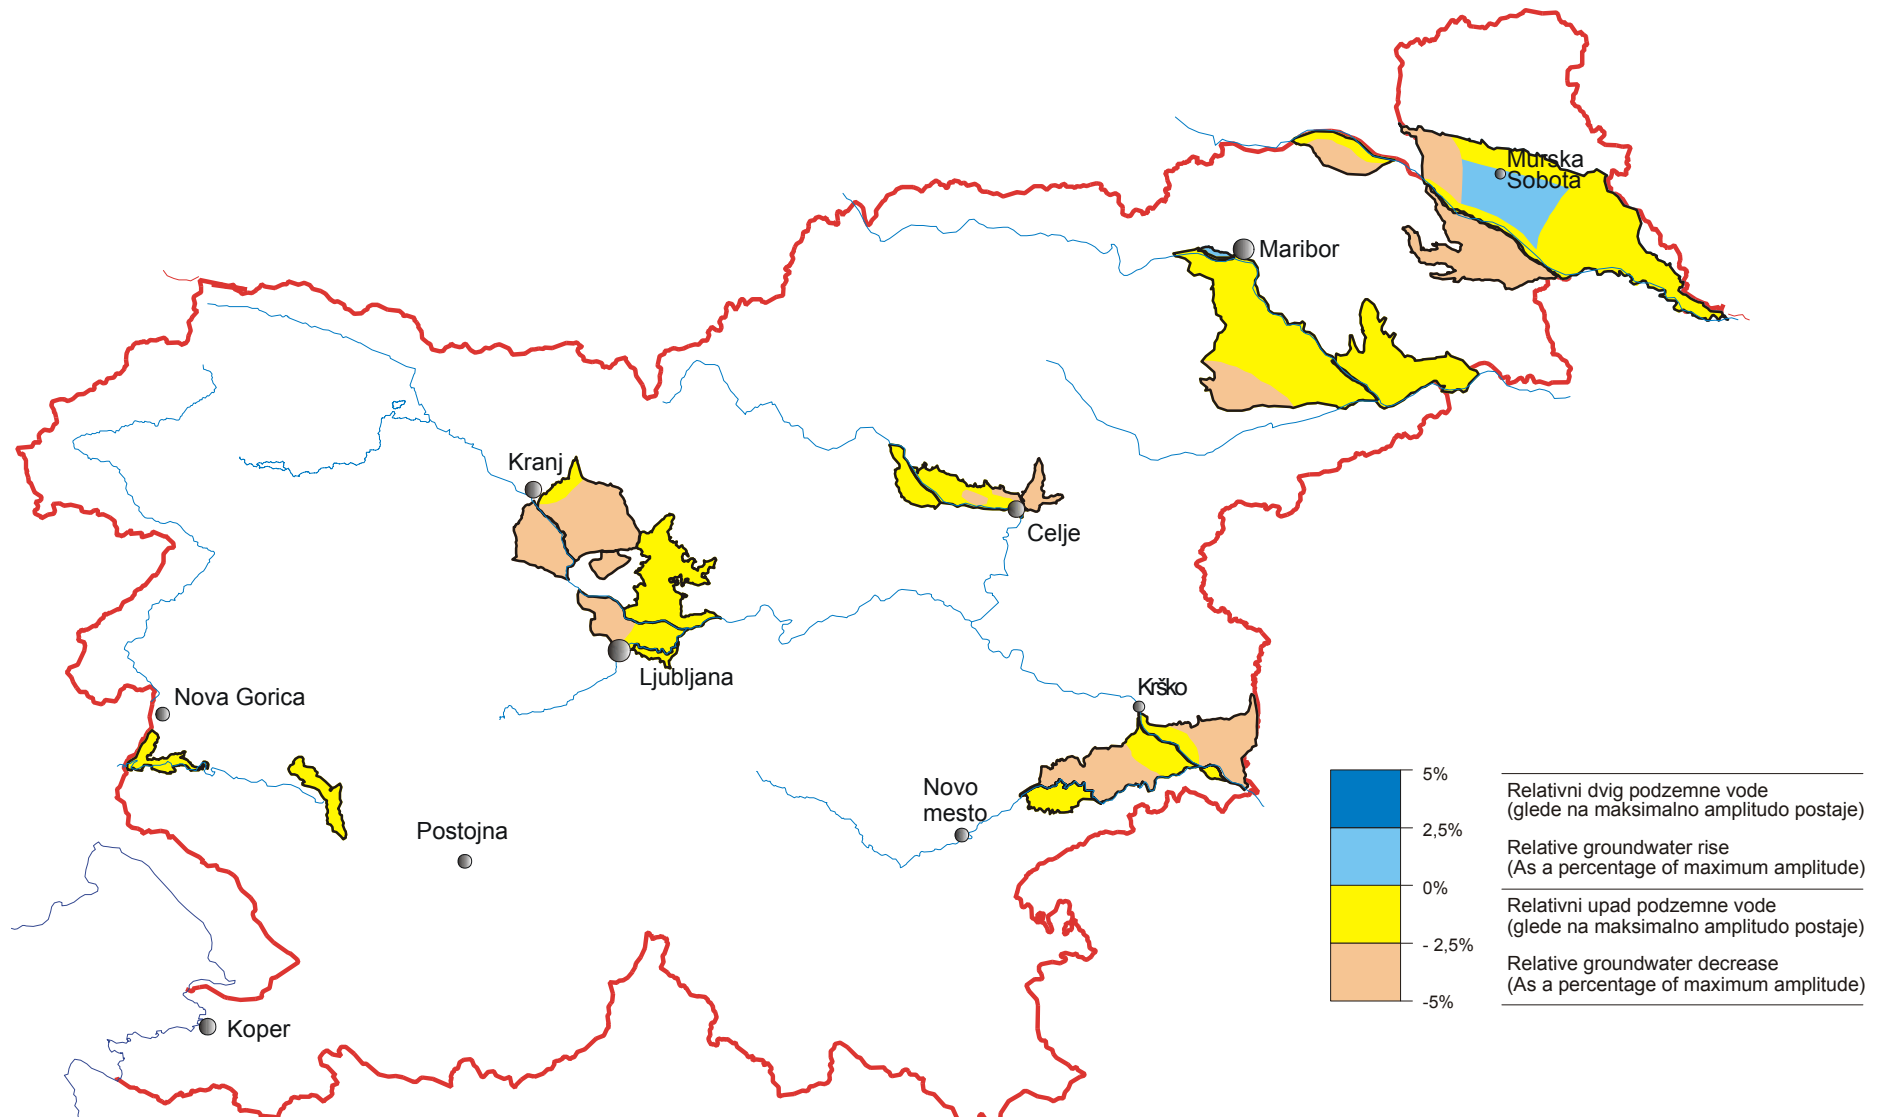 Murska
Sobota
Maribor
Kranj
Celje
Ljubljana
Krško
Nova Gorica
Novo
mesto
Postojna
Koper
5%
2,5%
0%
- 2,5%
-5%
Relativni dvig podzemne vode
(glede na maksimalno amplitudo postaje)
Relative groundwater rise
(As a percentage of maximum amplitude)
Relativni upad podzemne vode
(glede na maksimalno amplitudo postaje)
Relative groundwater decrease
(As a percentage of maximum amplitude)